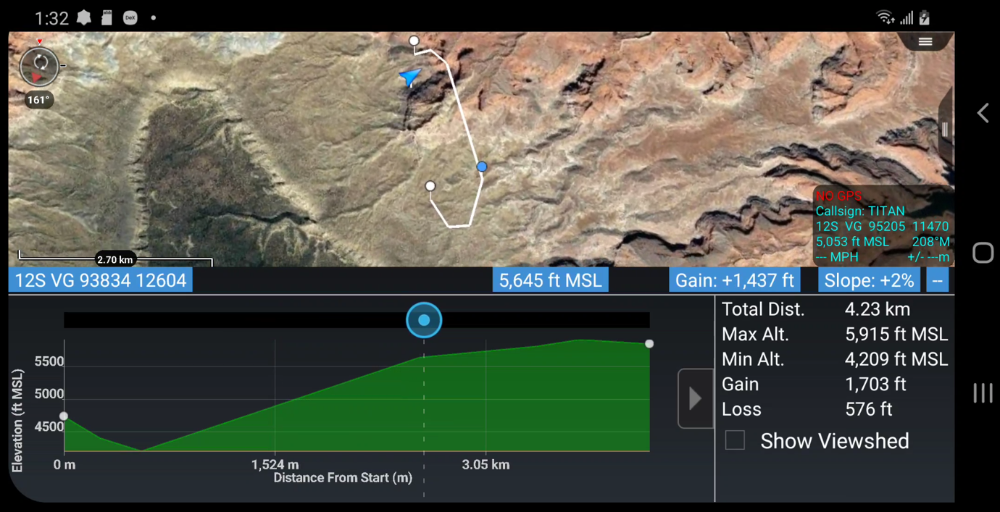 1:32
DeX
161°
2.70 km
NO GPS
Callsign: TITAN
12S VG 95205 11470
5,053 ft MSL 208°M
--- MPH +/- ---m
12S VG 93834 12604
5,645 ft MSL
Gain: +1,437 ft
Slope: +2%
--
Elevation (ft MSL)
5500
5000
4500
0 m
1,524 m
3.05 km
Distance From Start (m)
Total Dist. 4.23 km
Max Alt. 5,915 ft MSL
Min Alt. 4,209 ft MSL
Gain 1,703 ft
Loss 576 ft
Show Viewshed